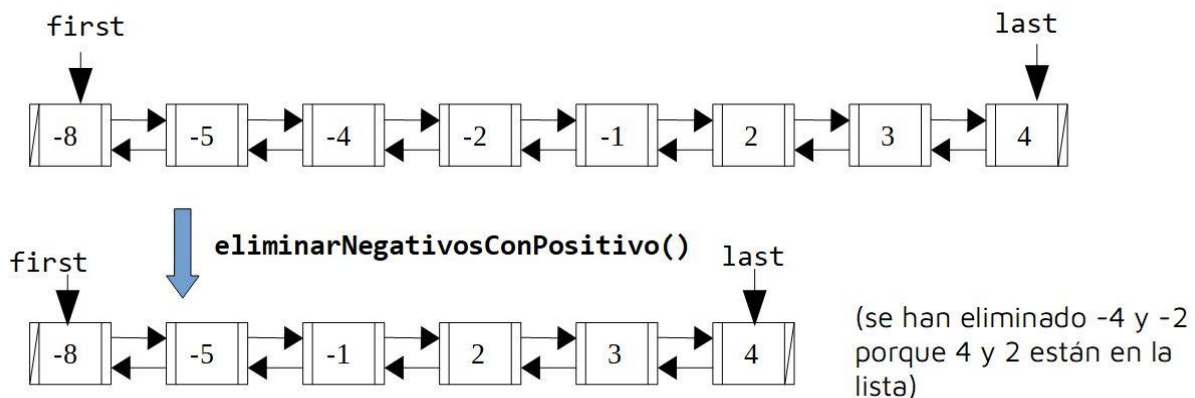 first last
-8 -5 -4 -2 -1 2 3 4
eliminarNegativosConPositivo()
first last
-8 -5 -1 2 3 4
(se han eliminado -4 y -2
porque 4 y 2 están en la
lista)